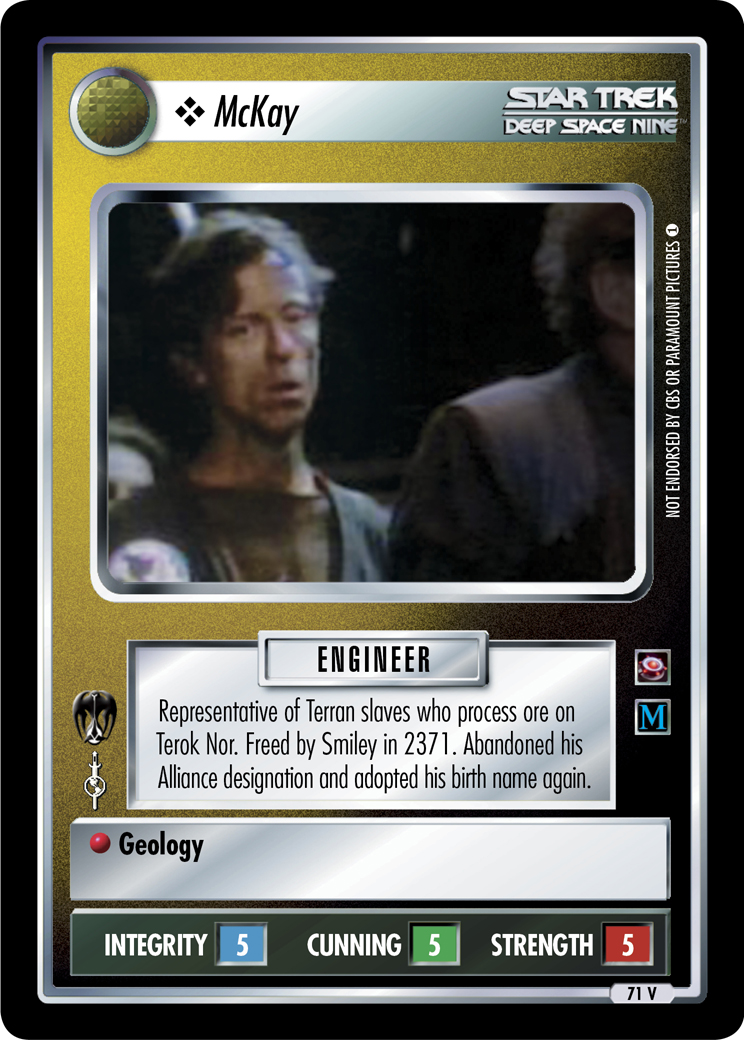 ❖ McKay
STAR TREK
DEEP SPACE NINE™
NOT ENDORSED BY CBS OR PARAMOUNT PICTURES 1
ENGINEER
Representative of Terran slaves who process ore on
Terok Nor. Freed by Smiley in 2371. Abandoned his
Alliance designation and adopted his birth name again.
M
Geology
INTEGRITY 5 CUNNING 5 STRENGTH 5
71 V